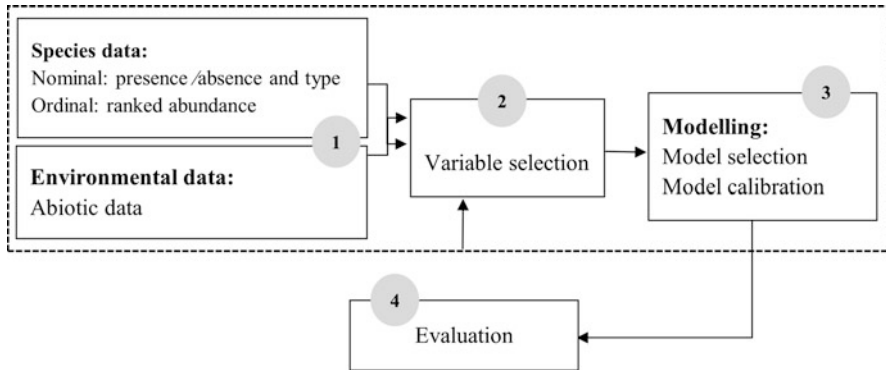 Species data:
Nominal: presence/absence and type
Ordinal: ranked abundance
1
Environmental data:
Abiotic data
2
Variable selection
3
Modelling:
Model selection
Model calibration
4
Evaluation